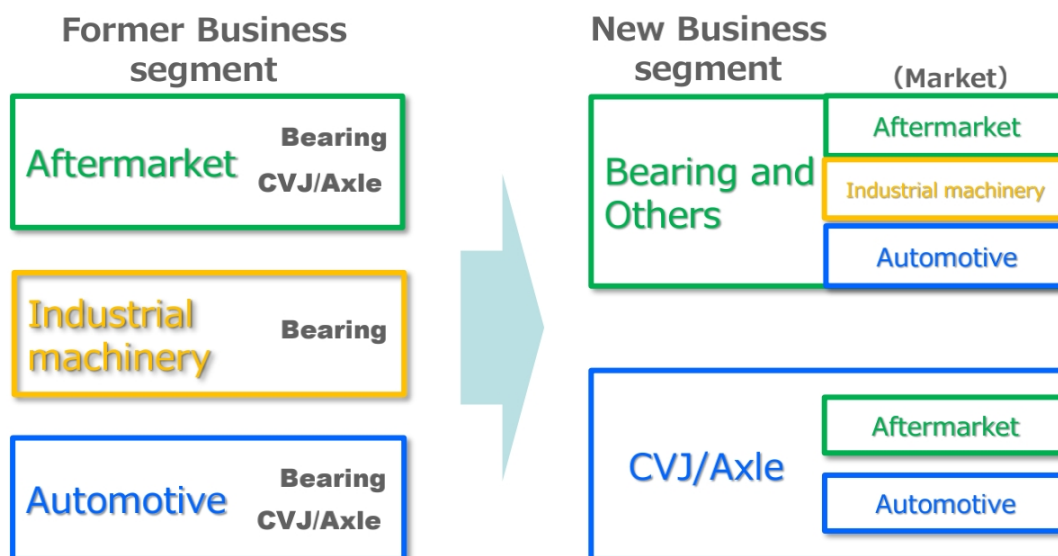 Former Business
segment
Aftermarket
Bearing
CVJ/Axle
Industrial
machinery
Bearing
Automotive
Bearing
CVJ/Axle
New Business
segment
(Market)
Bearing and
Others
Aftermarket
Industrial machinery
Automotive
CVJ/Axle
Aftermarket
Automotive